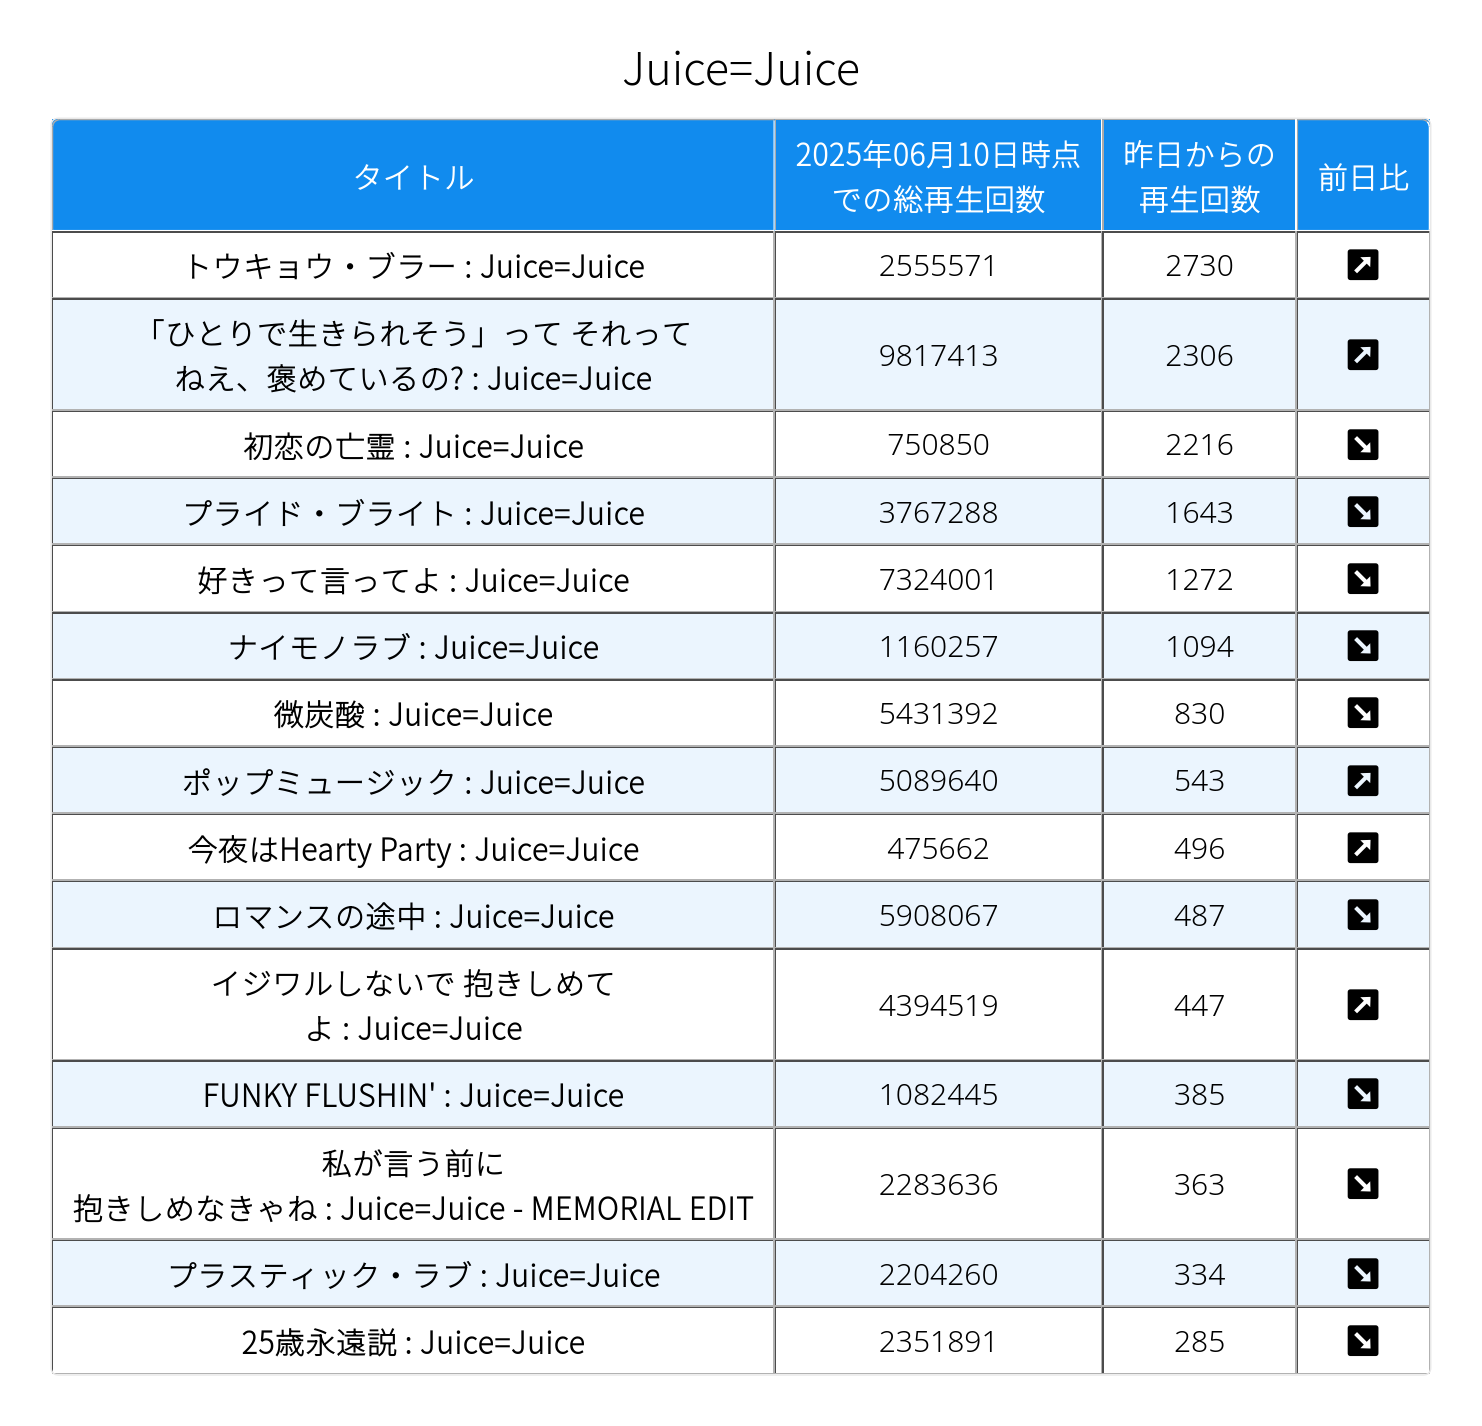 Juice=Juice
タイトル
2025年06月10日時点
での総再生回数
昨日からの
再生回数
前日比
トウキョウ・ブラー : Juice=Juice 2555571 2730 ↗
「ひとりで生きられそう」って それって
ねえ、褒めているの? : Juice=Juice 9817413 2306 ↗
初恋の亡霊 : Juice=Juice 750850 2216 ↘
プライド・ブライト : Juice=Juice 3767288 1643 ↘
好きって言ってよ : Juice=Juice 7324001 1272 ↘
ナイモノラブ : Juice=Juice 1160257 1094 ↘
微炭酸 : Juice=Juice 5431392 830 ↘
ポップミュージック : Juice=Juice 5089640 543 ↗
今夜はHearty Party : Juice=Juice 475662 496 ↗
ロマンスの途中 : Juice=Juice 5908067 487 ↘
イジワルしないで 抱きしめて
よ : Juice=Juice 4394519 447 ↗
FUNKY FLUSHIN' : Juice=Juice 1082445 385 ↘
私が言う前に
抱きしめなきゃね : Juice=Juice - MEMORIAL EDIT 2283636 363 ↘
プラスティック・ラブ : Juice=Juice 2204260 334 ↘
25歳永遠説 : Juice=Juice 2351891 285 ↘